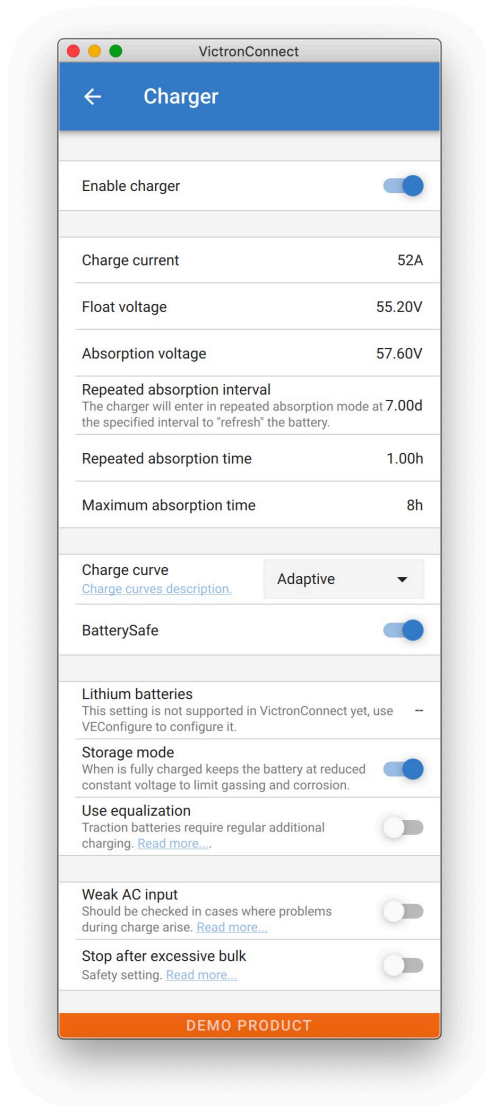 VictronConnect
Charger
Enable charger
Charge current 52A
Float voltage 55.20V
Absorption voltage 57.60V
Repeated absorption interval
The charger will enter in repeated absorption mode at 7.00d
the specified interval to "refresh" the battery.
Repeated absorption time 1.00h
Maximum absorption time 8h
Charge curve
Adaptive
Charge curves description.
BatterySafe
Lithium batteries
This setting is not supported in VictronConnect yet, use --
VEConfigure to configure it.
Storage mode
When is fully charged keeps the battery at reduced
constant voltage to limit gassing and corrosion.
Use equalization
Traction batteries require regular additional
charging. Read more....
Weak AC input
Should be checked in cases where problems
during charge arise. Read more...
Stop after excessive bulk
Safety setting. Read more...
DEMO PRODUCT